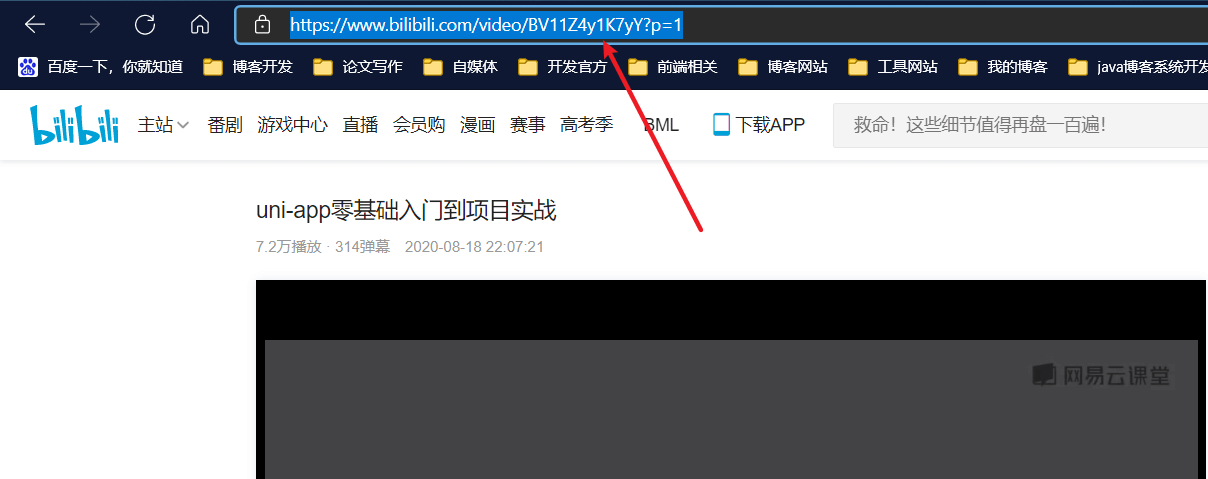 https://www.bilibili.com/video/BV11Z4y1K7yY?p=1
百度一下，你就知道 博客开发 论文写作 自媒体 开发官方 前端相关 博客网站 工具网站 我的博客 java博客系统开发
bilibili 主站 番剧 游戏中心 直播 会员购 漫画 赛事 高考季 BML 下载APP 救命！这些细节值得再盘一百遍！
uni-app零基础入门到项目实战
7.2万播放 · 314弹幕 2020-08-18 22:07:21
网易云课堂